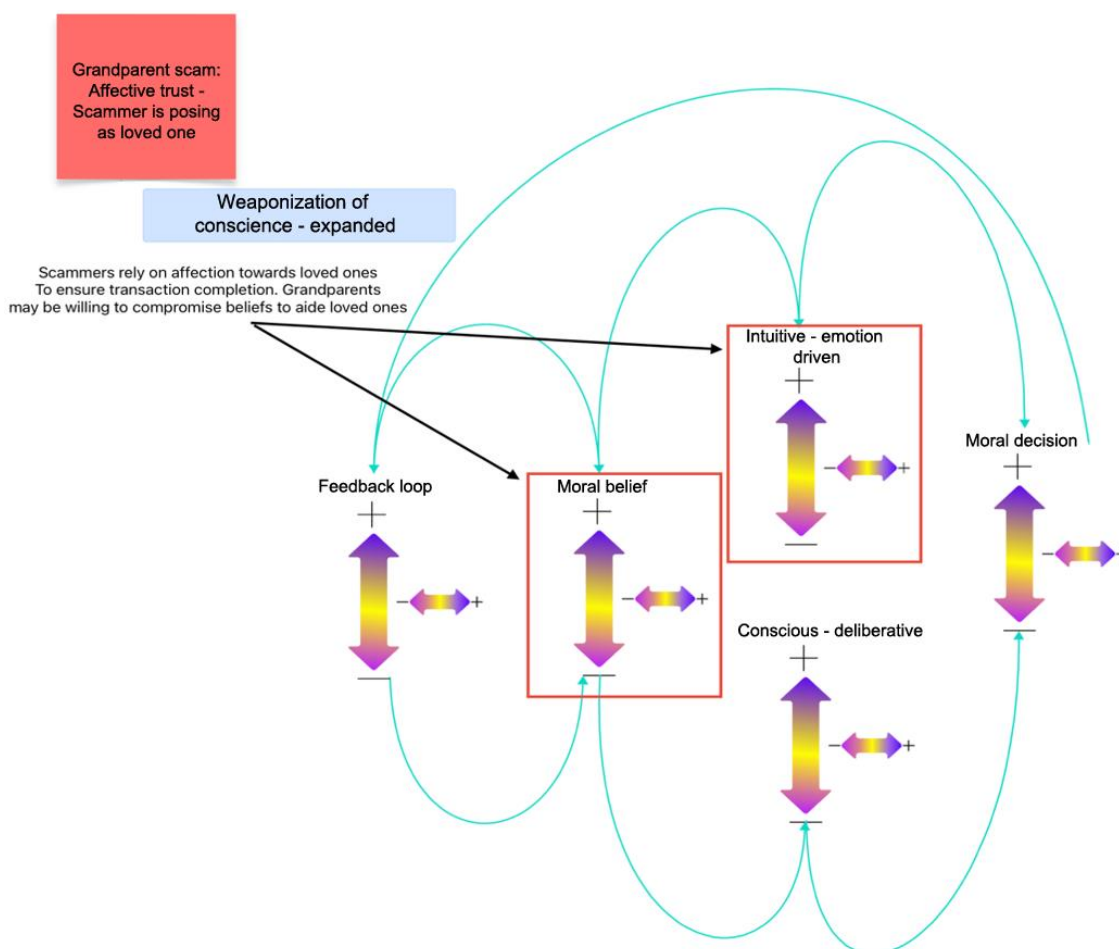 Grandparent scam:
Affective trust -
Scammer is posing
as loved one
Weaponization of
conscience - expanded
Scammers rely on affection towards loved ones
To ensure transaction completion. Grandparents
may be willing to compromise beliefs to aide loved ones
Intuitive - emotion
driven
+
- +
—
Moral decision
+
-
—
Feedback loop
+
- +
—
Moral belief
+
- +
—
Conscious - deliberative
+
- +
—